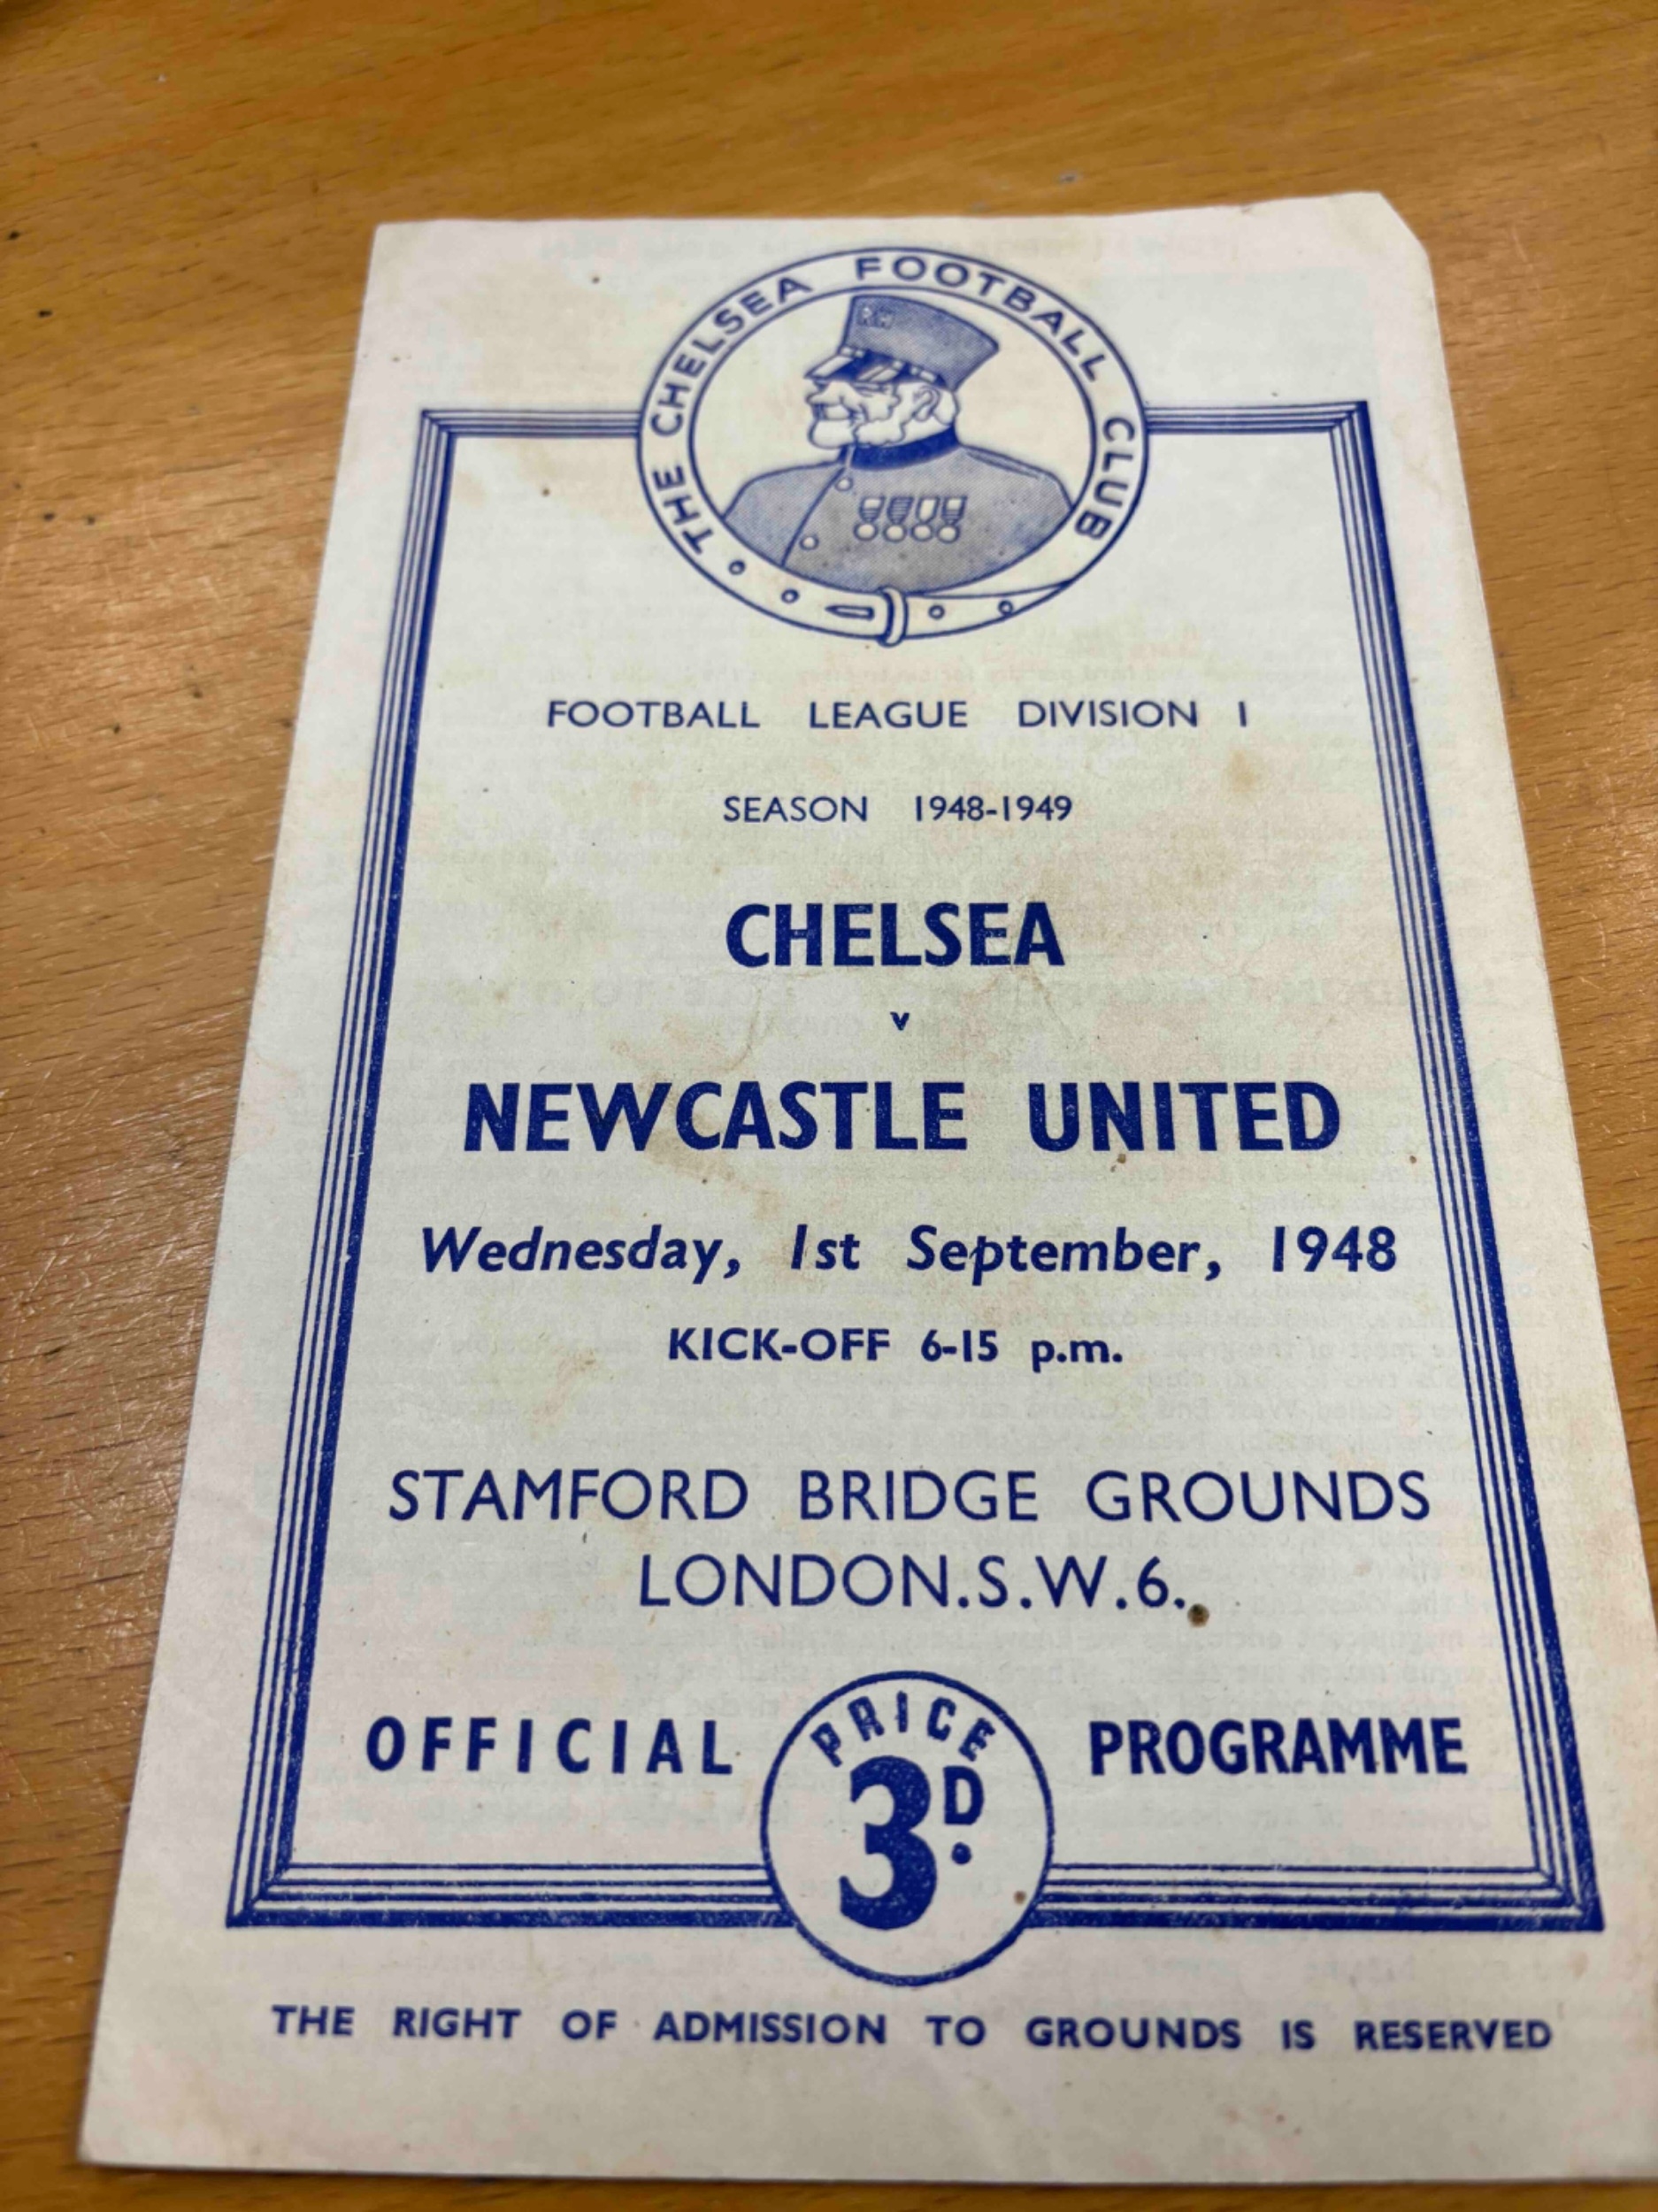 THE CHELSEA FOOTBALL CLUB
RH
FOOTBALL LEAGUE DIVISION I
SEASON 1948-1949
CHELSEA
v
NEWCASTLE UNITED
Wednesday, 1st September, 1948
KICK-OFF 6-15 p.m.
STAMFORD BRIDGE GROUNDS
LONDON.S.W.6.
OFFICIAL PRICE 3D. PROGRAMME
THE RIGHT OF ADMISSION TO GROUNDS IS RESERVED